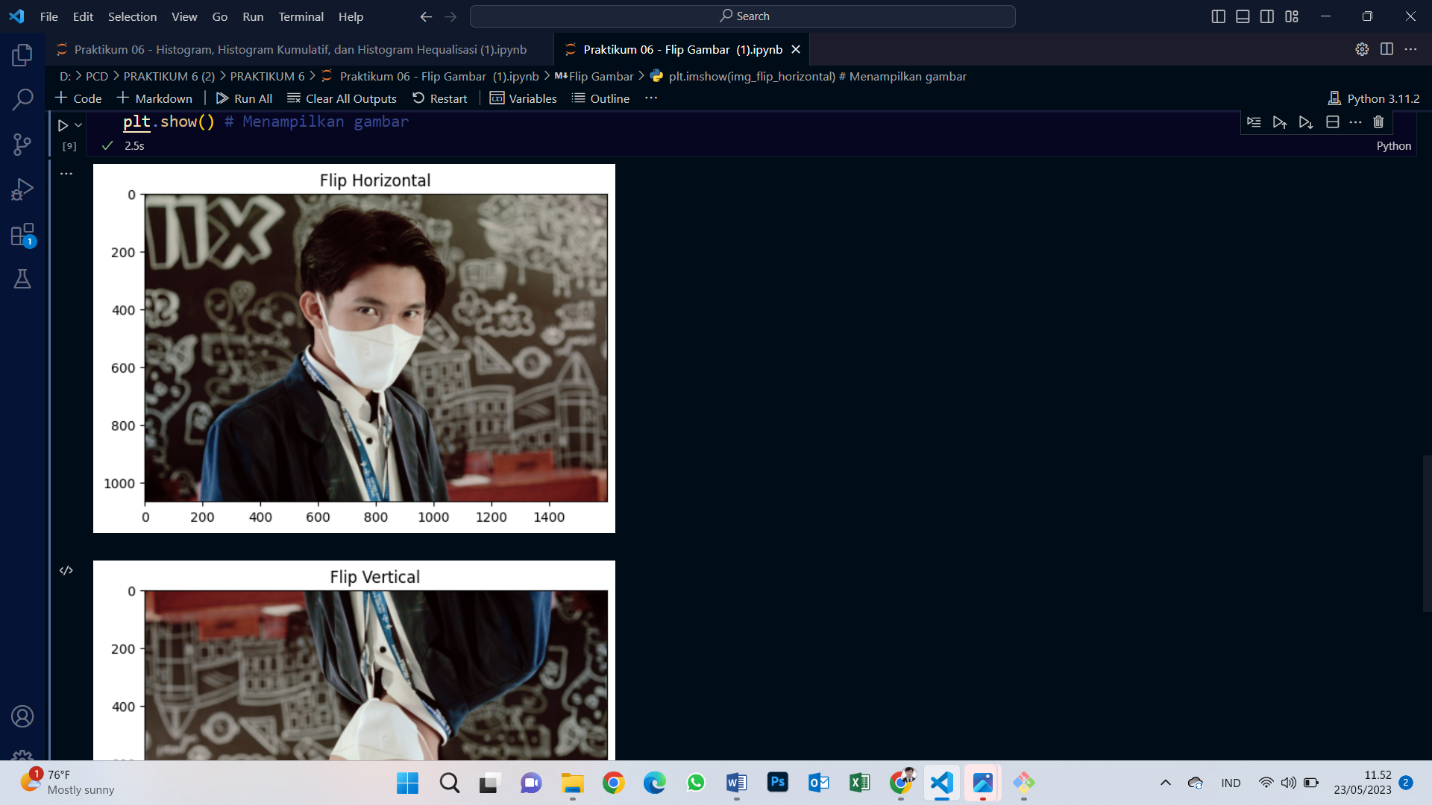 File Edit Selection View Go Run Terminal Help Search
Praktikum 06 - Histogram, Histogram Kumulatif, dan Histogram Hequalisasi (1).ipynb Praktikum 06 - Flip Gambar (1).ipynb
D: > PCD > PRAKTIKUM 6 (2) > PRAKTIKUM 6 > Praktikum 06 - Flip Gambar (1).ipynb > M↓Flip Gambar > plt.imshow(img_flip_horizontal) # Menampilkan gambar
+ Code + Markdown Run All Clear All Outputs Restart Variables Outline ... Python 3.11.2
plt.show() # Menampilkan gambar
[9] 2.5s Python
Flip Horizontal
0
200
400
600
800
1000
0 200 400 600 800 1000 1200 1400
Flip Vertical
0
200
400
1
1
76°F
Mostly sunny
IND
11.52
23/05/2023
2